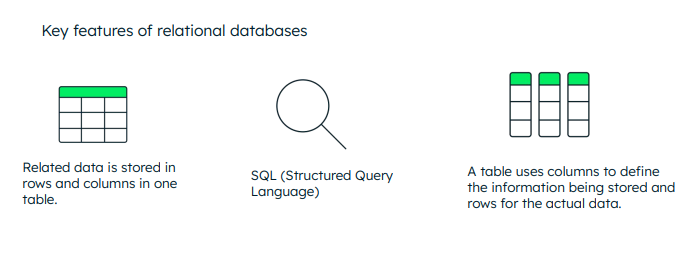 Key features of relational databases
Related data is stored in
rows and columns in one
table.
SQL (Structured Query
Language)
A table uses columns to define
the information being stored and
rows for the actual data.